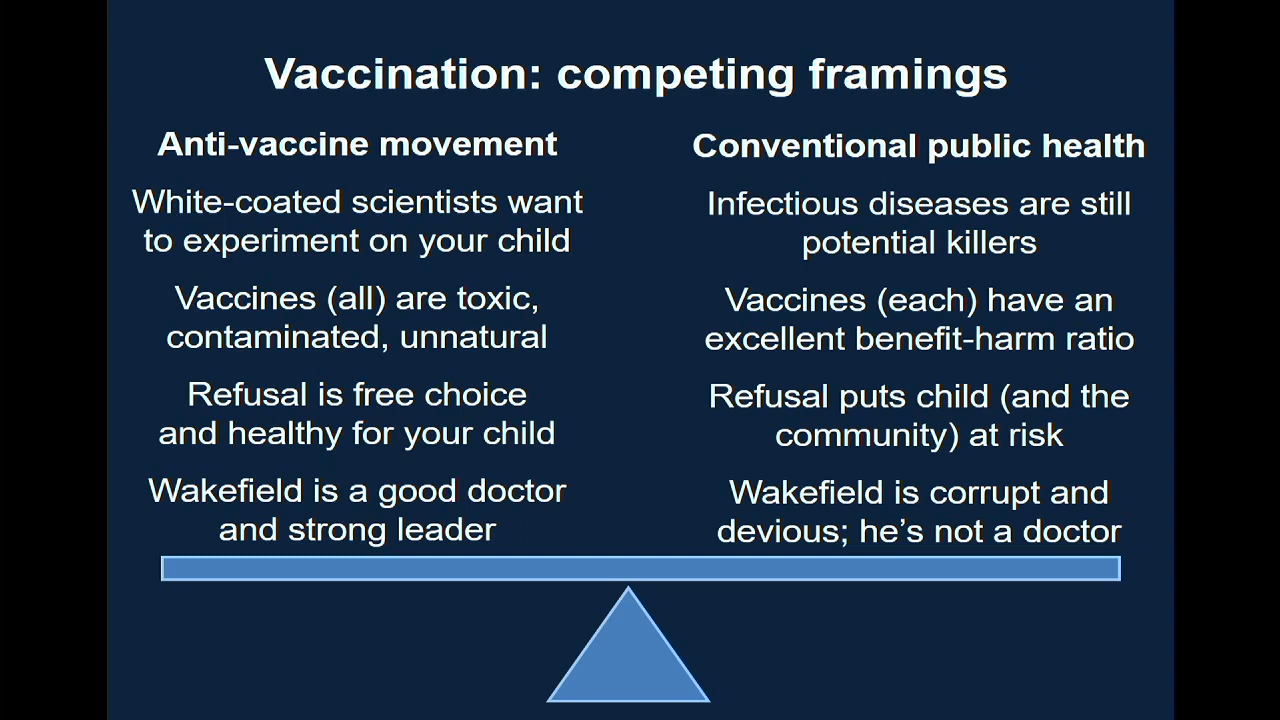 Vaccination: competing framings
Anti-vaccine movement
White-coated scientists want
to experiment on your child
Vaccines (all) are toxic,
contaminated, unnatural
Refusal is free choice
and healthy for your child
Wakefield is a good doctor
and strong leader
Conventional public health
Infectious diseases are still
potential killers
Vaccines (each) have an
excellent benefit-harm ratio
Refusal puts child (and the
community) at risk
Wakefield is corrupt and
devious; he’s not a doctor